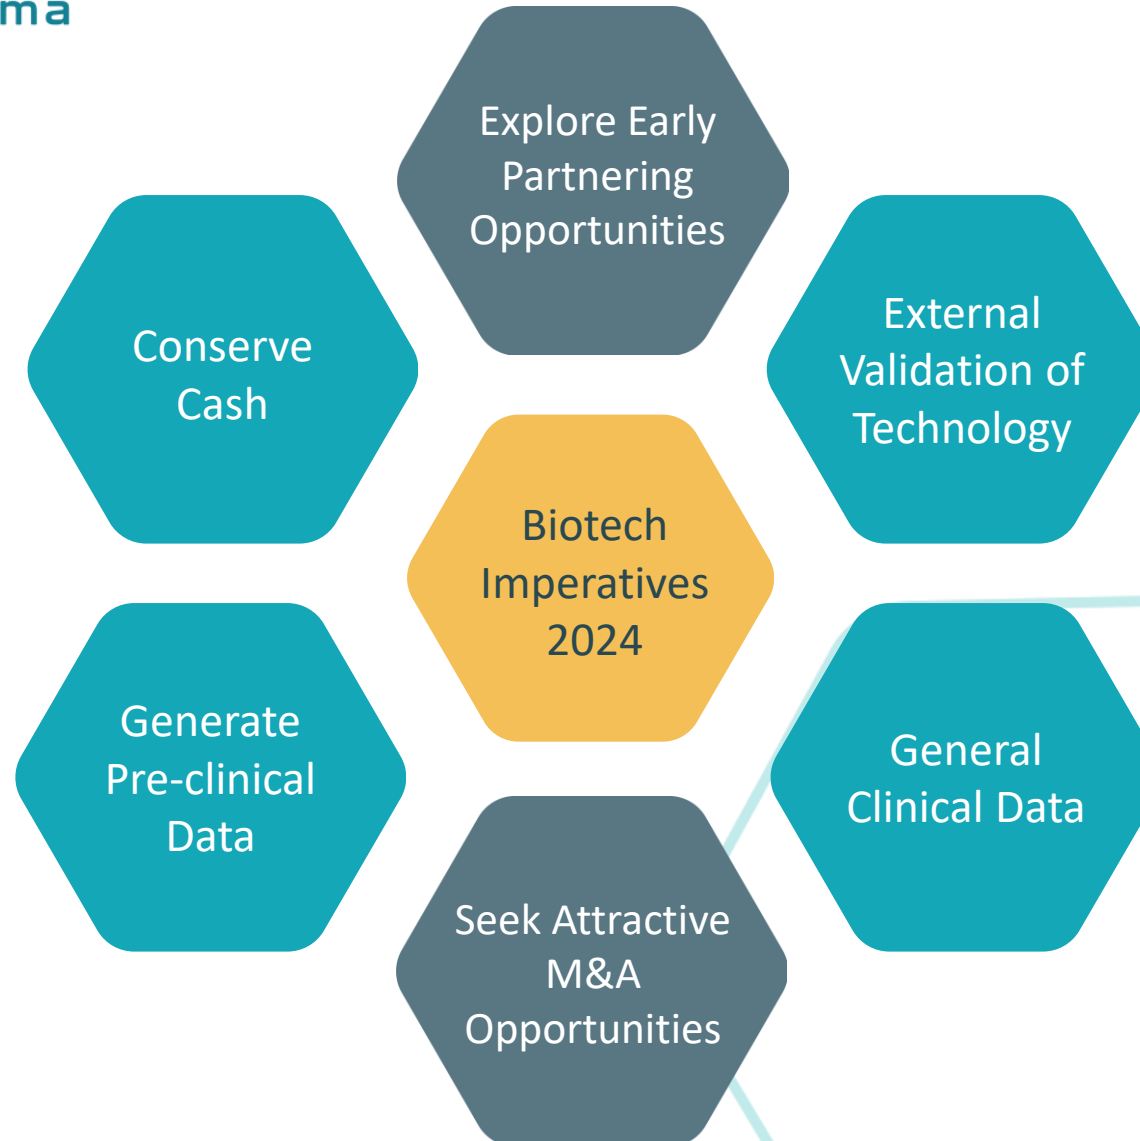 ma
Explore Early
Partnering
Opportunities
Conserve
Cash
External
Validation of
Technology
Biotech
Imperatives
2024
Generate
Pre-clinical
Data
General
Clinical Data
Seek Attractive
M&A
Opportunities